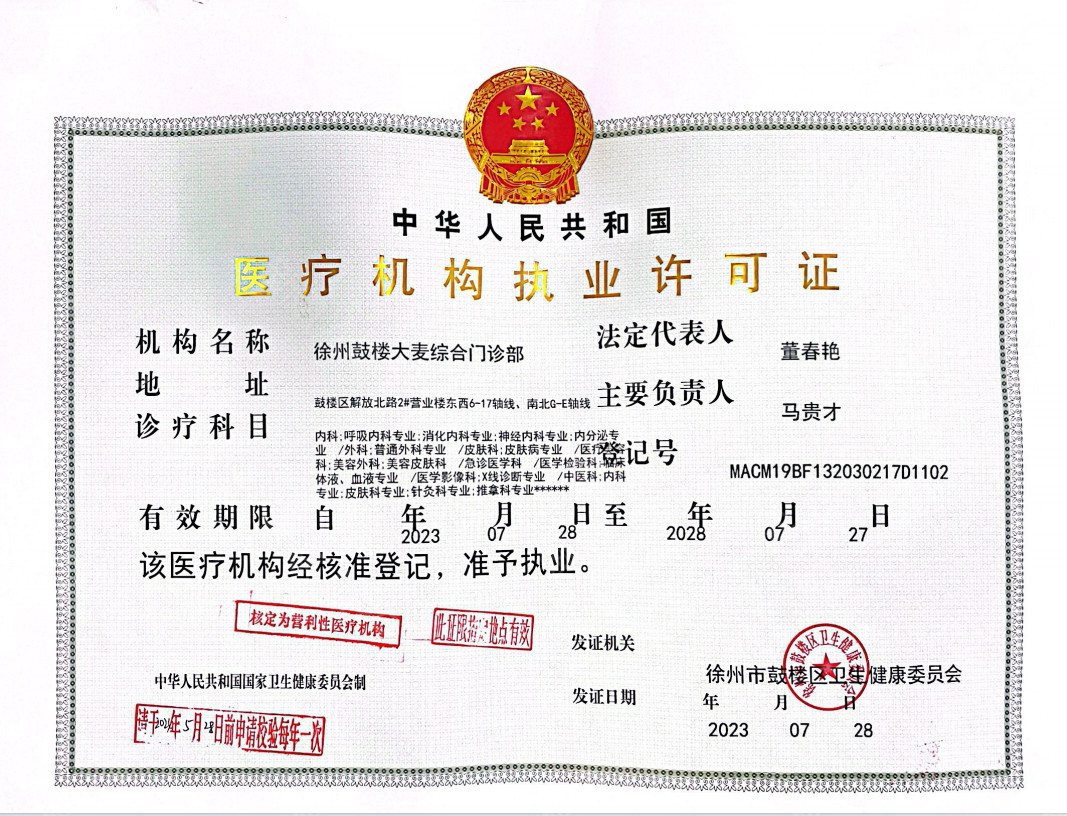 中华人民共和国
医疗机构执业许可证
机构名称 徐州鼓楼大麦综合门诊部
法定代表人 董春艳
地址 鼓楼区解放北路2#营业楼东西6-17轴线、南北G-E轴线
主要负责人 马贵才
诊疗科目 内科;呼吸内科专业;消化内科专业;神经内科专业;内分泌专
业 /外科;普通外科专业 /皮肤科;皮肤病专业 /医疗美容
科;美容外科;美容皮肤科 /急诊医学科 /医学检验科;临床
体液、血液专业 /医学影像科;X线诊断专业 /中医科;内科
专业;皮肤科专业;针灸科专业;推拿科专业******
登记号 MACM19BF132030217D1102
有效期限 自 2023 年 07 月 28 日至 2028 年 07 月 27 日
该医疗机构经核准登记，准予执业。
核定为营利性医疗机构
此证限指定地点有效
发证机关 徐州市鼓楼区卫生健康委员会
中华人民共和国国家卫生健康委员会制
发证日期 2023 年 07 月 28 日
请于2024年5月28日前申请校验每年一次